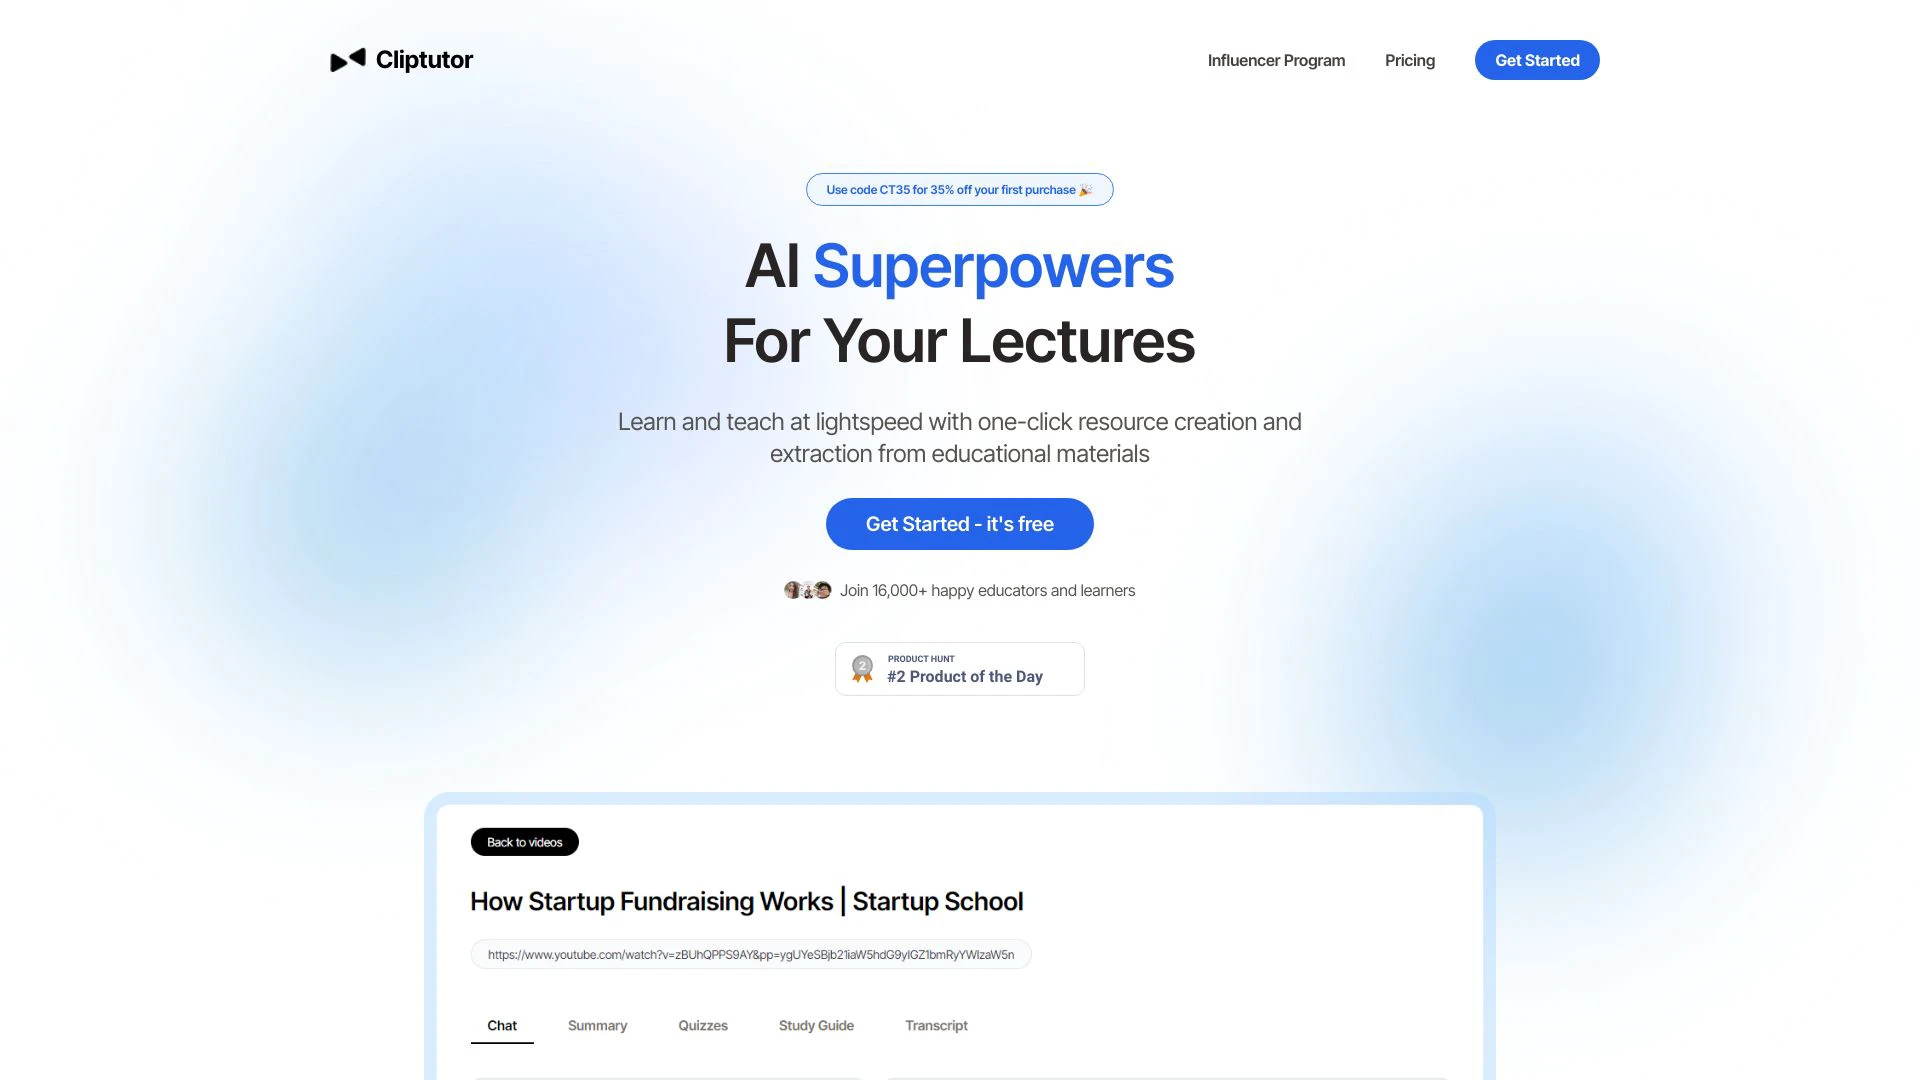 Cliptutor
Influencer Program
Pricing
Get Started
Use code CT35 for 35% off your first purchase 🎉
AI Superpowers
For Your Lectures
Learn and teach at lightspeed with one-click resource creation and
extraction from educational materials
Get Started - it's free
Join 16,000+ happy educators and learners
2
PRODUCT HUNT
#2 Product of the Day
Back to videos
How Startup Fundraising Works | Startup School
https://www.youtube.com/watch?v=zBUhQPPS9AY&pp=ygUYeSBjb21iaW5hdG9yIGZ1bmRyYWlzaW5n
Chat
Summary
Quizzes
Study Guide
Transcript